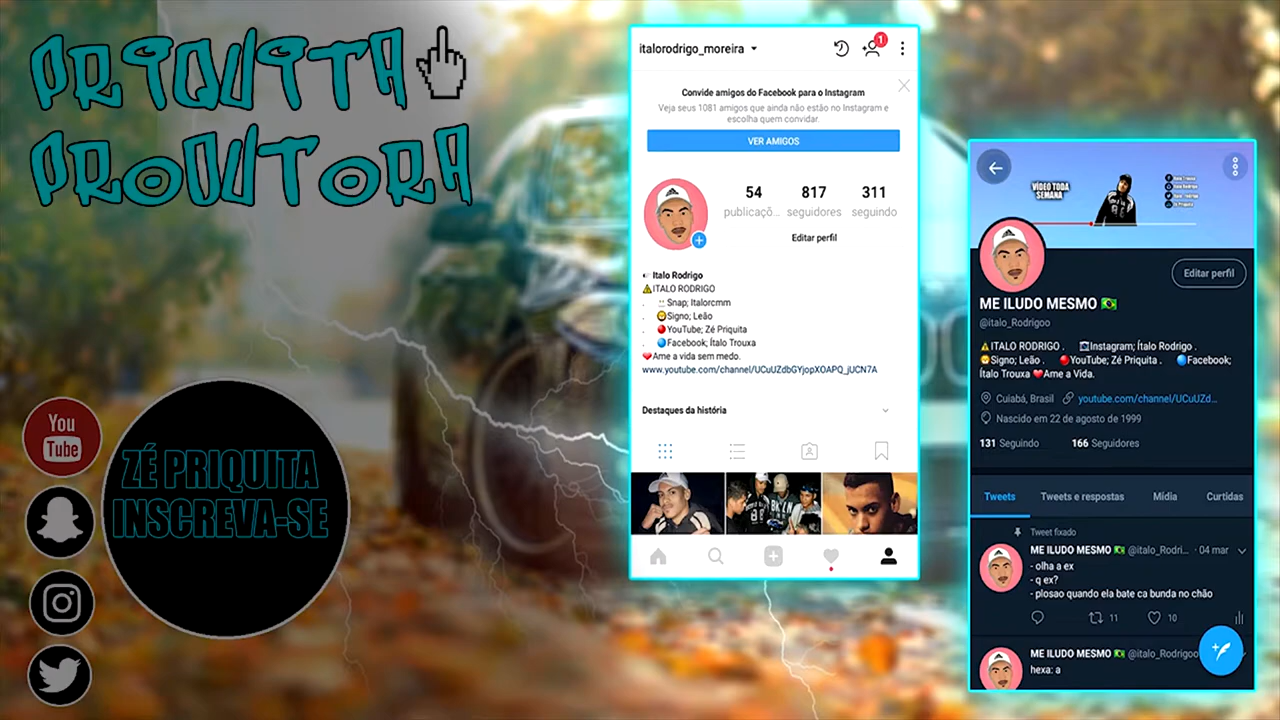 PRIQUITA
PRODUTORA
You
Tube
ZÉ PRIQUITA
INSCREVA-SE
italorodrigo_moreira
1
Convide amigos do Facebook para o Instagram
Veja seus 1081 amigos que ainda não estão no Instagram e
escolha quem convidar.
VER AMIGOS
54 817 311
publicaçõ... seguidores seguindo
Editar perfil
Italo Rodrigo
⚠ITALO RODRIGO
. Snap; Italorcmm
. Signo; Leão
. YouTube; Zé Priquita
. Facebook; Ítalo Trouxa
❤Ame a vida sem medo.
www.youtube.com/channel/UCuUZdbGYjopXOAPQ_jUCN7A
Destaques da história
VÍDEO TODA
SEMANA
Editar perfil
ME ILUDO MESMO 🇧🇷
@italo_Rodrigoo
⚠ITALO RODRIGO . Instagram; Ítalo Rodrigo .
Signo; Leão . YouTube; Zé Priquita . Facebook;
Ítalo Trouxa ❤Ame a Vida.
Cuiabá, Brasil youtube.com/channel/UCuUZd...
Nascido em 22 de agosto de 1999
131 Seguindo 166 Seguidores
Tweets Tweets e respostas Mídia Curtidas
Tweet fixado
ME ILUDO MESMO 🇧🇷 @italo_Rodri... · 04 mar
- olha a ex
- q ex?
- plosao quando ela bate ca bunda no chão
11 10
ME ILUDO MESMO 🇧🇷 @italo_Rodrigoo
hexa: a